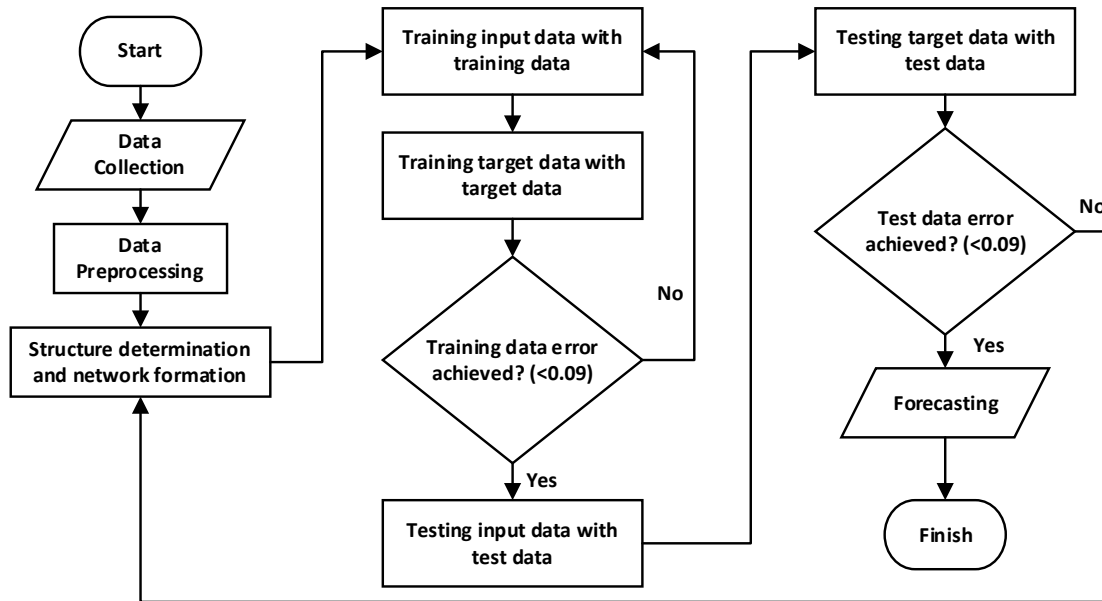 Start
Data
Collection
Data
Preprocessing
Structure determination
and network formation
Training input data with
training data
Training target data with
target data
Training data error
achieved? (<0.09)
No
Yes
Testing input data with
test data
Testing target data with
test data
Test data error
achieved? (<0.09)
No
Yes
Forecasting
Finish